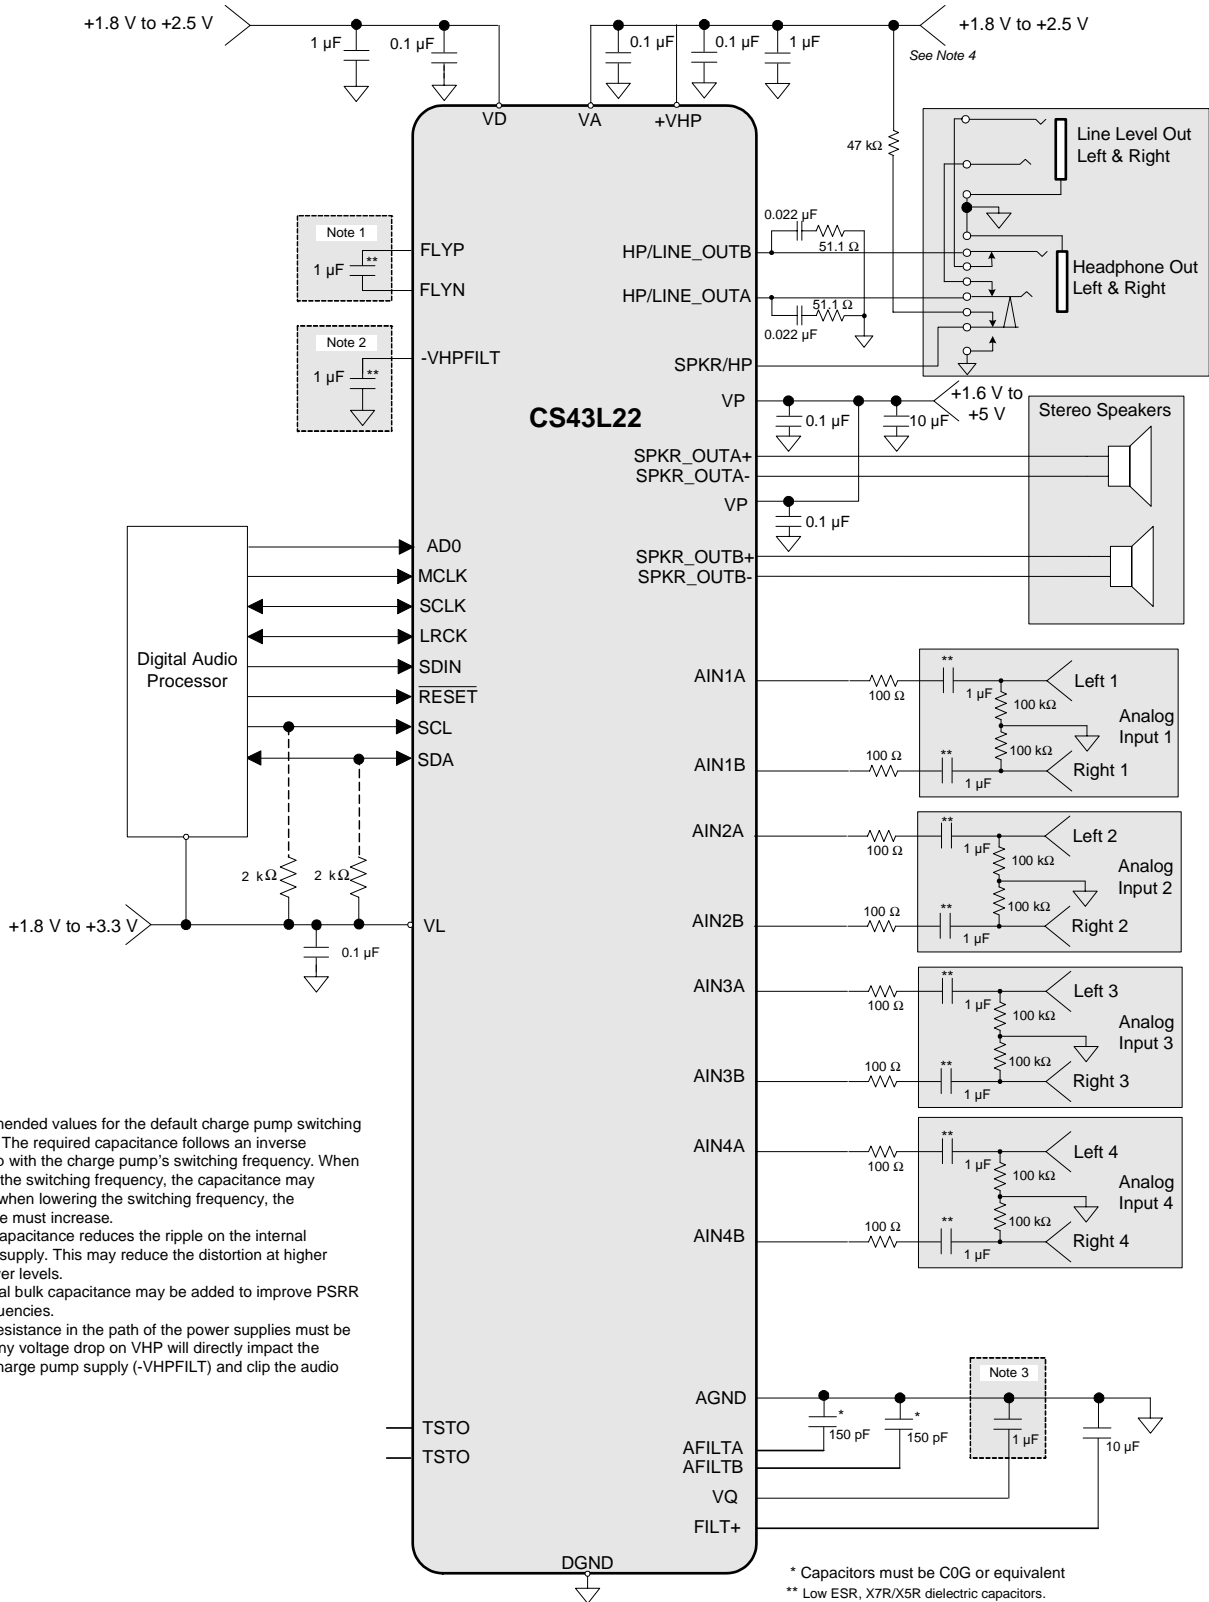 +1.8 V to +2.5 V
1 µF
0.1 µF
0.1 µF
0.1 µF
1 µF
+1.8 V to +2.5 V
See Note 4
VD
VA
+VHP
47 kΩ
Line Level Out
Left & Right
Note 1
1 µF
**
FLYP
FLYN
HP/LINE_OUTB
0.022 µF
51.1 Ω
HP/LINE_OUTA
51.1 Ω
0.022 µF
Headphone Out
Left & Right
Note 2
1 µF
**
-VHPFILT
SPKR/HP
CS43L22
VP
0.1 µF
10 µF
+1.6 V to
+5 V
Stereo Speakers
SPKR_OUTA+
SPKR_OUTA-
VP
0.1 µF
SPKR_OUTB+
SPKR_OUTB-
Digital Audio
Processor
AD0
MCLK
SCLK
LRCK
SDIN
RESET
SCL
SDA
2 kΩ
2 kΩ
+1.8 V to +3.3 V
VL
0.1 µF
AIN1A
100 Ω
**
1 µF
100 kΩ
Left 1
Analog
Input 1
AIN1B
100 Ω
**
1 µF
100 kΩ
Right 1
AIN2A
100 Ω
**
1 µF
100 kΩ
Left 2
Analog
Input 2
AIN2B
100 Ω
**
1 µF
100 kΩ
Right 2
AIN3A
100 Ω
**
1 µF
100 kΩ
Left 3
Analog
Input 3
AIN3B
100 Ω
**
1 µF
100 kΩ
Right 3
AIN4A
100 Ω
**
1 µF
100 kΩ
Left 4
Analog
Input 4
AIN4B
100 Ω
**
1 µF
100 kΩ
Right 4
mended values for the default charge pump switching
The required capacitance follows an inverse
with the charge pump's switching frequency. When
the switching frequency, the capacitance may
when lowering the switching frequency, the
e must increase.
apacitance reduces the ripple on the internal
supply. This may reduce the distortion at higher
er levels.
al bulk capacitance may be added to improve PSRR
uencies.
esistance in the path of the power supplies must be
ny voltage drop on VHP will directly impact the
harge pump supply (-VHPFILT) and clip the audio
TSTO
TSTO
AGND
*
150 pF
*
150 pF
Note 3
1 µF
10 µF
AFILTA
AFILTB
VQ
FILT+
DGND
* Capacitors must be C0G or equivalent
** Low ESR, X7R/X5R dielectric capacitors.